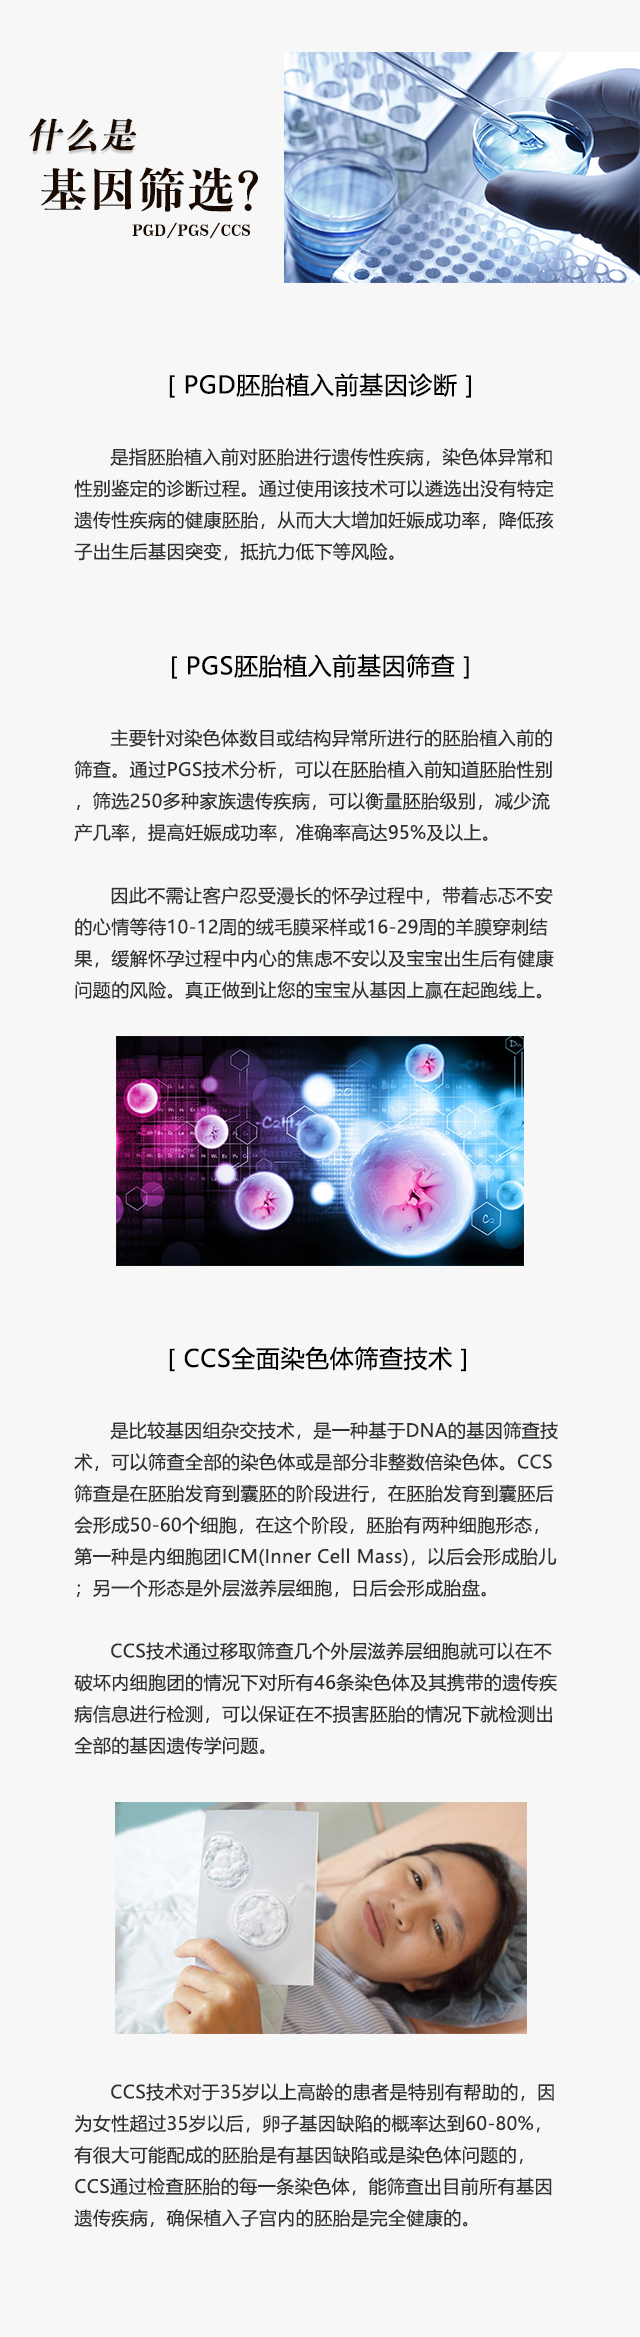 什么是
基因筛选?
PGD/PGS/CCS
[ PGD胚胎植入前基因诊断 ]
是指胚胎植入前对胚胎进行遗传性疾病，染色体异常和
性别鉴定的诊断过程。通过使用该技术可以遴选出没有特定
遗传性疾病的健康胚胎，从而大大增加妊娠成功率，降低孩
子出生后基因突变，抵抗力低下等风险。
[ PGS胚胎植入前基因筛查 ]
主要针对染色体数目或结构异常所进行的胚胎植入前的
筛查。通过PGS技术分析，可以在胚胎植入前知道胚胎性别
，筛选250多种家族遗传疾病，可以衡量胚胎级别，减少流
产几率，提高妊娠成功率，准确率高达95%及以上。
因此不需让客户忍受漫长的怀孕过程中，带着忐忑不安
的心情等待10-12周的绒毛膜采样或16-29周的羊膜穿刺结
果，缓解怀孕过程中内心的焦虑不安以及宝宝出生后有健康
问题的风险。真正做到让您的宝宝从基因上赢在起跑线上。
-C2H4
C2
[ CCS全面染色体筛查技术 ]
是比较基因组杂交技术，是一种基于DNA的基因筛查技
术，可以筛查全部的染色体或是部分非整数倍染色体。CCS
筛查是在胚胎发育到囊胚的阶段进行，在胚胎发育到囊胚后
会形成50-60个细胞，在这个阶段，胚胎有两种细胞形态，
第一种是内细胞团ICM(Inner Cell Mass)，以后会形成胎儿
；另一个形态是外层滋养层细胞，日后会形成胎盘。
CCS技术通过移取筛查几个外层滋养层细胞就可以在不
破坏内细胞团的情况下对所有46条染色体及其携带的遗传疾
病信息进行检测，可以保证在不损害胚胎的情况下就检测出
全部的基因遗传学问题。
CCS技术对于35岁以上高龄的患者是特别有帮助的，因
为女性超过35岁以后，卵子基因缺陷的概率达到60-80%，
有很大可能配成的胚胎是有基因缺陷或是染色体问题的，
CCS通过检查胚胎的每一条染色体，能筛查出目前所有基因
遗传疾病，确保植入子宫内的胚胎是完全健康的。